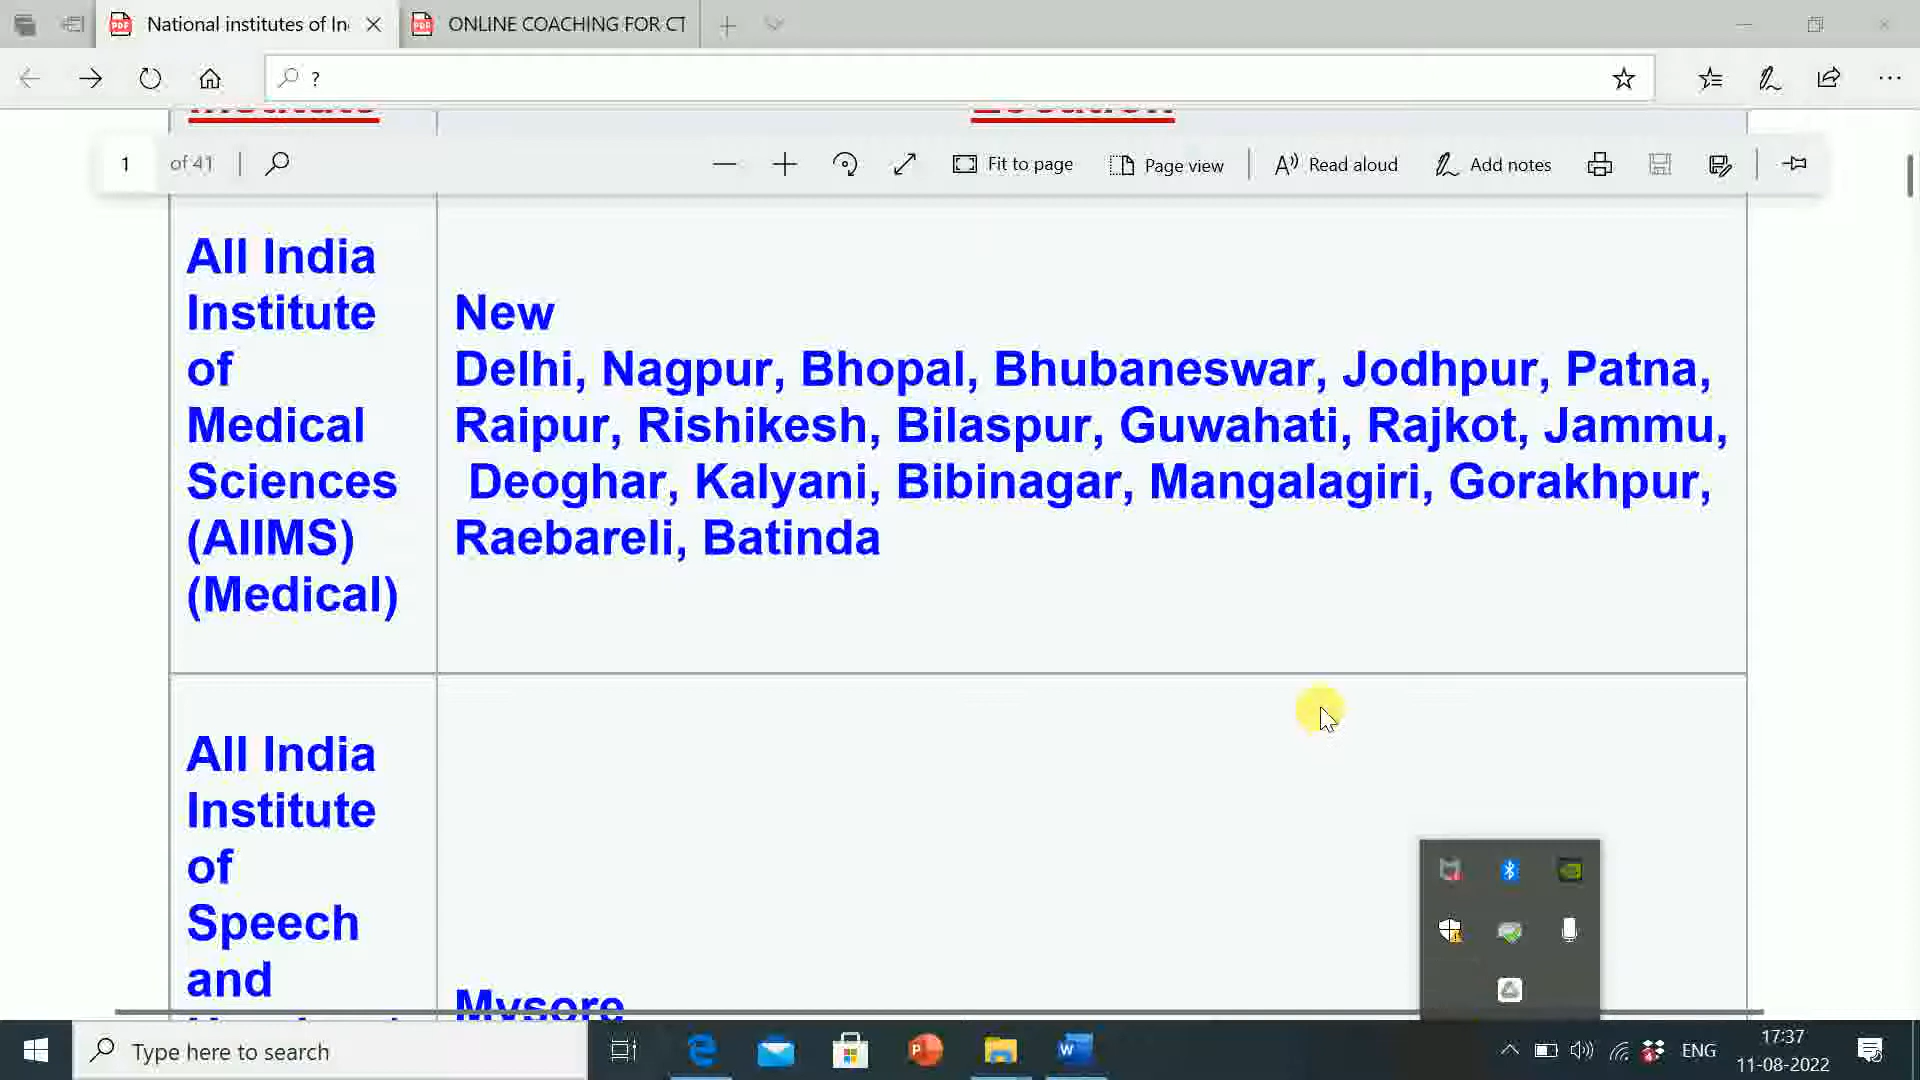 National institutes of In
ONLINE COACHING FOR CT
?
1 of 41
Fit to page
Page view
Read aloud
Add notes
All India
Institute
of
Medical
Sciences
(AIIMS)
(Medical)
New
Delhi, Nagpur, Bhopal, Bhubaneswar, Jodhpur, Patna,
Raipur, Rishikesh, Bilaspur, Guwahati, Rajkot, Jammu,
Deoghar, Kalyani, Bibinagar, Mangalagiri, Gorakhpur,
Raebareli, Batinda
All India
Institute
of
Speech
and
Mysore
Type here to search
ENG
17:37
11-08-2022